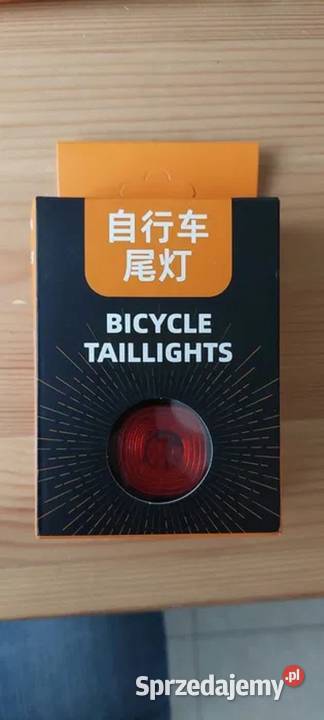 自行车
尾灯
BICYCLE
TAILLIGHTS
Sprzedajemy.pl